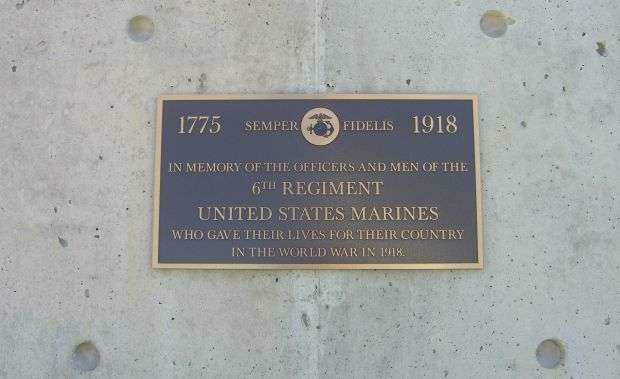 1775 SEMPER FIDELIS 1918
IN MEMORY OF THE OFFICERS AND MEN OF THE
6TH REGIMENT
UNITED STATES MARINES
WHO GAVE THEIR LIVES FOR THEIR COUNTRY
IN THE WORLD WAR IN 1918.